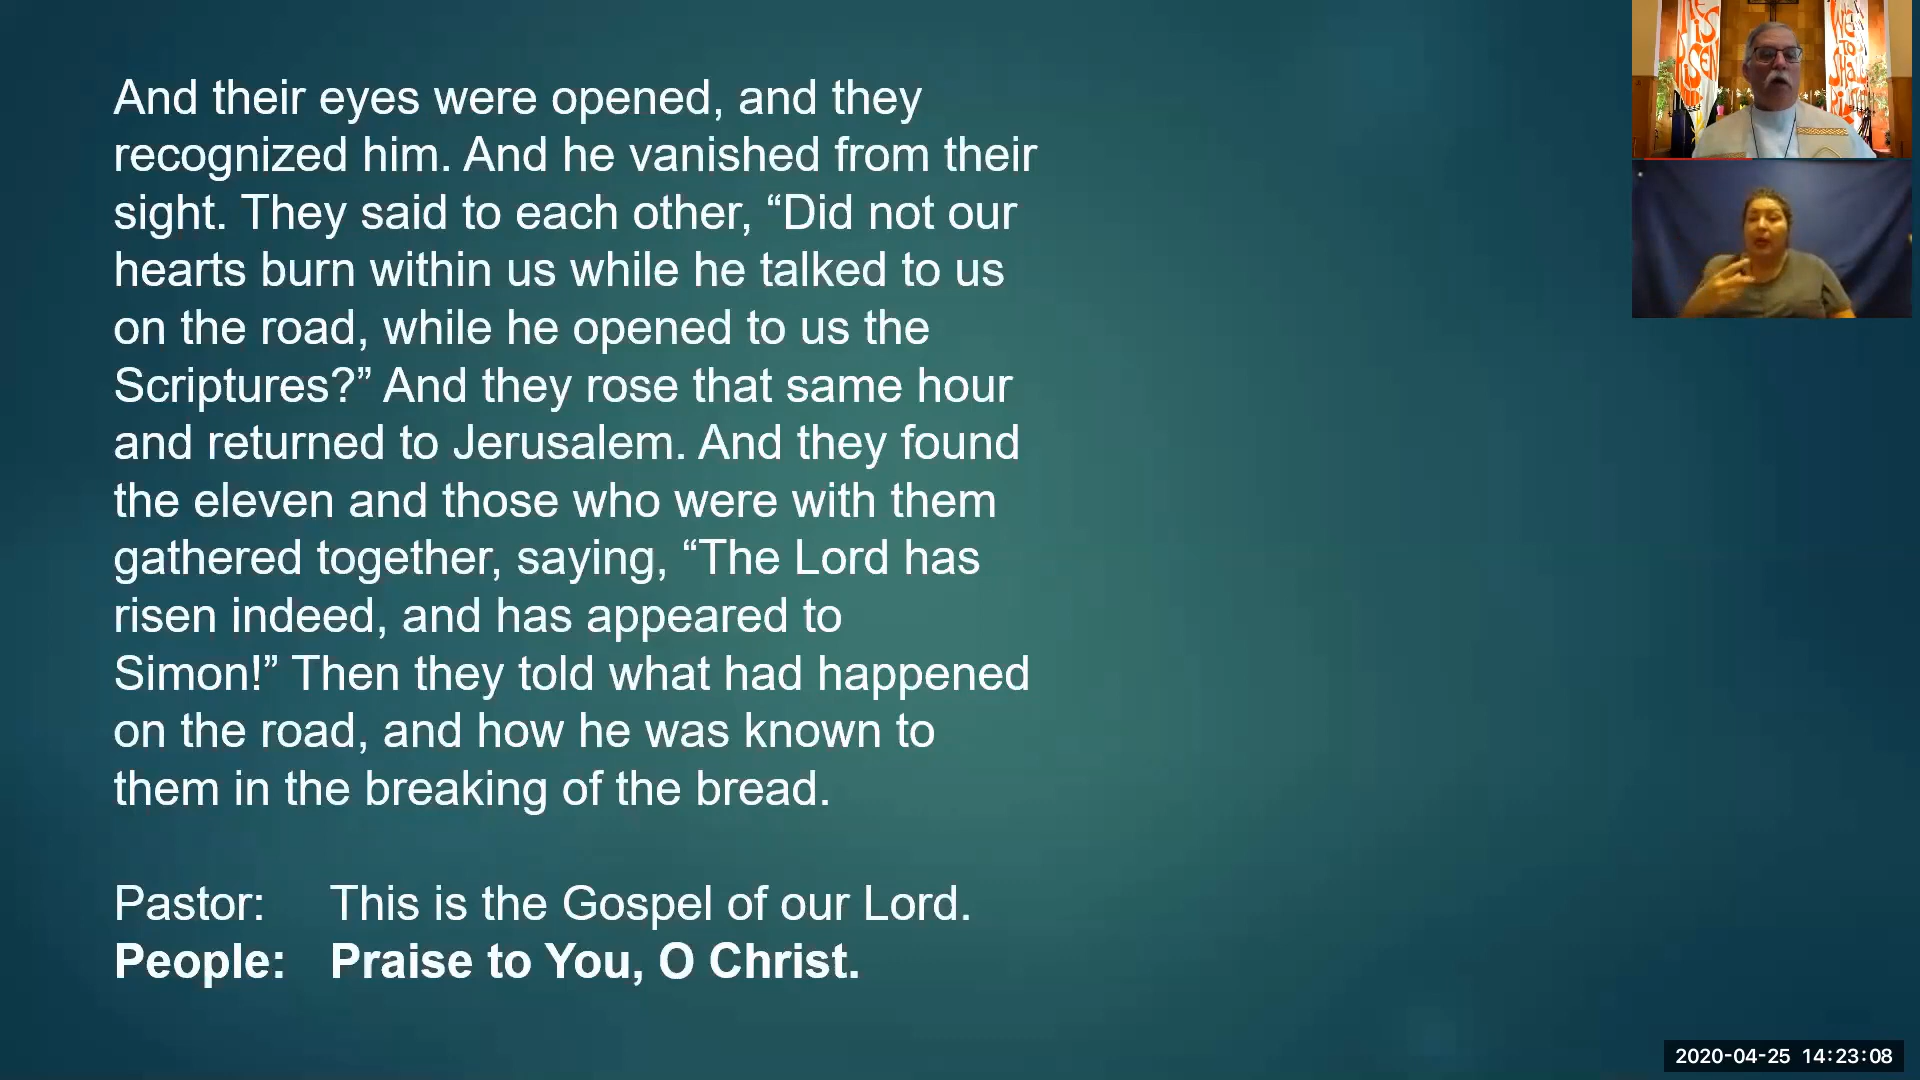 And their eyes were opened, and they
recognized him. And he vanished from their
sight. They said to each other, “Did not our
hearts burn within us while he talked to us
on the road, while he opened to us the
Scriptures?” And they rose that same hour
and returned to Jerusalem. And they found
the eleven and those who were with them
gathered together, saying, “The Lord has
risen indeed, and has appeared to
Simon!” Then they told what had happened
on the road, and how he was known to
them in the breaking of the bread.
Pastor: This is the Gospel of our Lord.
People: Praise to You, O Christ.
2020-04-25 14:23:08